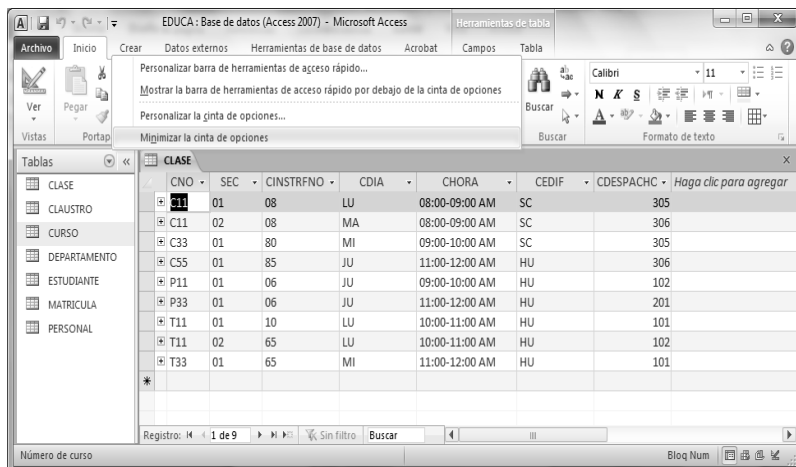 EDUCA : Base de datos (Access 2007) - Microsoft Access
Herramientas de tabla
Archivo Inicio Crear Datos externos Herramientas de base de datos Acrobat Campos Tabla
Personalizar barra de herramientas de acceso rápido...
Mostrar la barra de herramientas de acceso rápido por debajo de la cinta de opciones
Personalizar la cinta de opciones...
Minimizar la cinta de opciones
Ver Pegar Buscar Calibri 11
N K S
Vistas Portap Buscar Formato de texto
Tablas
CLASE
CLAUSTRO
CURSO
DEPARTAMENTO
ESTUDIANTE
MATRICULA
PERSONAL
CLASE
CNO SEC CINSTRFNO CDIA CHORA CEDIF CDESPACHC Haga clic para agregar
C11 01 08 LU 08:00-09:00 AM SC 305
C11 02 08 MA 08:00-09:00 AM SC 306
C33 01 80 MI 09:00-10:00 AM SC 305
C55 01 85 JU 11:00-12:00 AM HU 306
P11 01 06 JU 09:00-10:00 AM HU 102
P33 01 06 JU 11:00-12:00 AM HU 201
T11 01 10 LU 10:00-11:00 AM HU 101
T11 02 65 LU 10:00-11:00 AM HU 102
T33 01 65 MI 11:00-12:00 AM HU 101
Registro: 1 de 9 Sin filtro Buscar
Número de curso Bloq Num